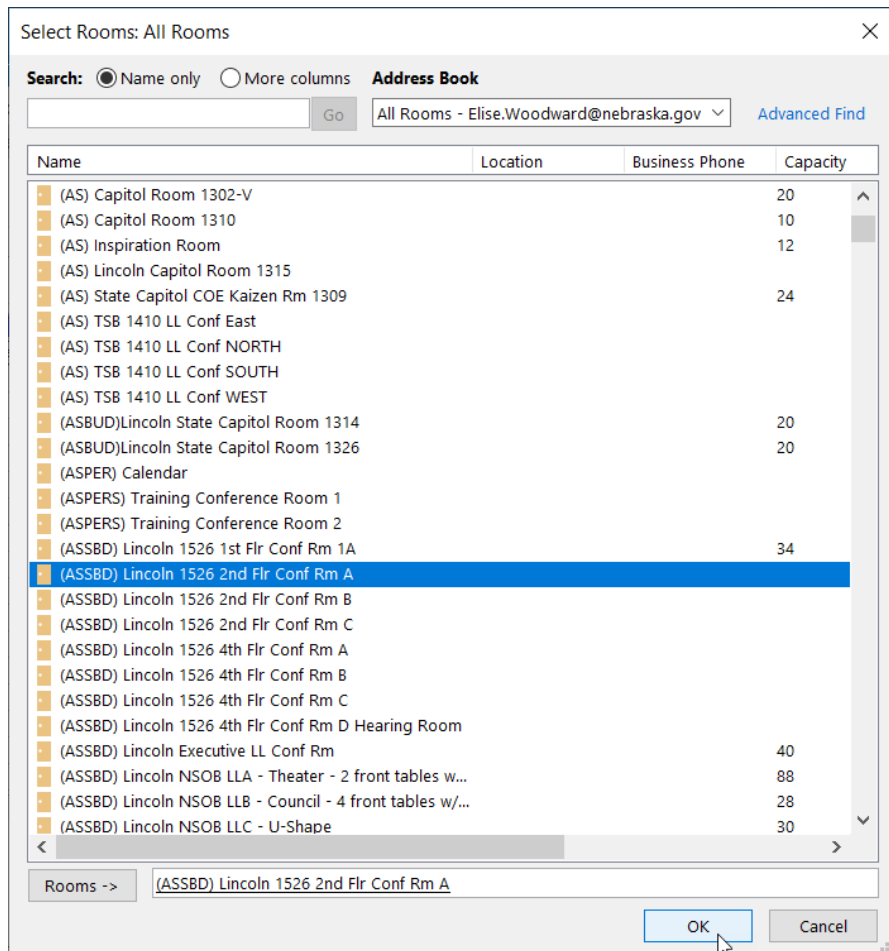 Select Rooms: All Rooms
Search: Name only More columns Address Book
Go All Rooms - Elise.Woodward@nebraska.gov Advanced Find
Name Location Business Phone Capacity
(AS) Capitol Room 1302-V 20
(AS) Capitol Room 1310 10
(AS) Inspiration Room 12
(AS) Lincoln Capitol Room 1315
(AS) State Capitol COE Kaizen Rm 1309 24
(AS) TSB 1410 LL Conf East
(AS) TSB 1410 LL Conf NORTH
(AS) TSB 1410 LL Conf SOUTH
(AS) TSB 1410 LL Conf WEST
(ASBUD)Lincoln State Capitol Room 1314 20
(ASBUD)Lincoln State Capitol Room 1326 20
(ASPER) Calendar
(ASPERS) Training Conference Room 1
(ASPERS) Training Conference Room 2
(ASSBD) Lincoln 1526 1st Flr Conf Rm 1A 34
(ASSBD) Lincoln 1526 2nd Flr Conf Rm A
(ASSBD) Lincoln 1526 2nd Flr Conf Rm B
(ASSBD) Lincoln 1526 2nd Flr Conf Rm C
(ASSBD) Lincoln 1526 4th Flr Conf Rm A
(ASSBD) Lincoln 1526 4th Flr Conf Rm B
(ASSBD) Lincoln 1526 4th Flr Conf Rm C
(ASSBD) Lincoln 1526 4th Flr Conf Rm D Hearing Room
(ASSBD) Lincoln Executive LL Conf Rm 40
(ASSBD) Lincoln NSOB LLA - Theater - 2 front tables w... 88
(ASSBD) Lincoln NSOB LLB - Council - 4 front tables w/... 28
(ASSBD) Lincoln NSOB LLC - U-Shape 30
Rooms -> (ASSBD) Lincoln 1526 2nd Flr Conf Rm A
OK Cancel